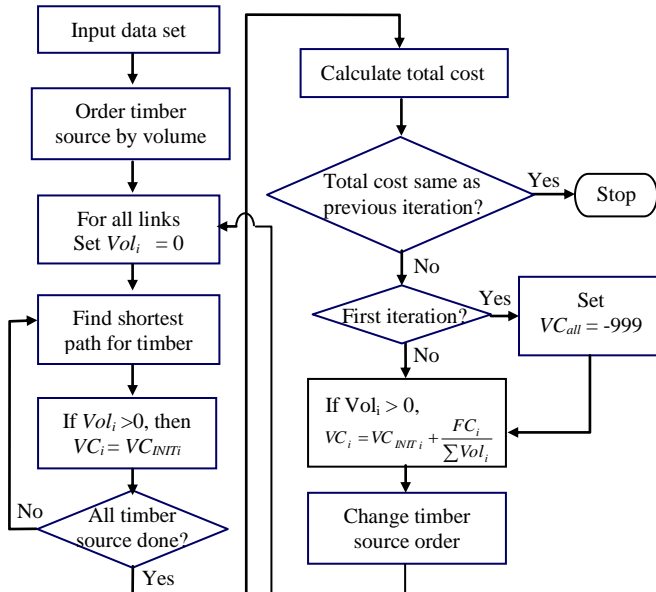 Input data set
Order timber
source by volume
For all links
Set Vol_i = 0
Find shortest
path for timber
If Vol_i >0, then
VC_i = VC_INITi
No
All timber
source done?
Yes
Calculate total cost
Total cost same as
previous iteration?
Yes
Stop
No
First iteration?
Yes
Set
VC_all = -999
No
If Vol_i > 0,
VC_i = VC_INIT i + FC_i / ∑Vol_i
Change timber
source order